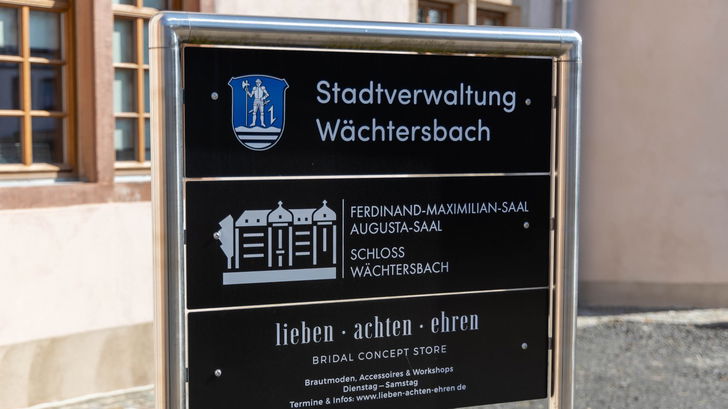 Stadtverwaltung
Wächtersbach
FERDINAND-MAXIMILIAN-SAAL
AUGUSTA-SAAL
SCHLOSS
WÄCHTERSBACH
lieben · achten · ehren
BRIDAL CONCEPT STORE
Brautmoden, Accessoires & Workshops
Dienstag – Samstag
Termine & Infos: www.lieben-achten-ehren.de